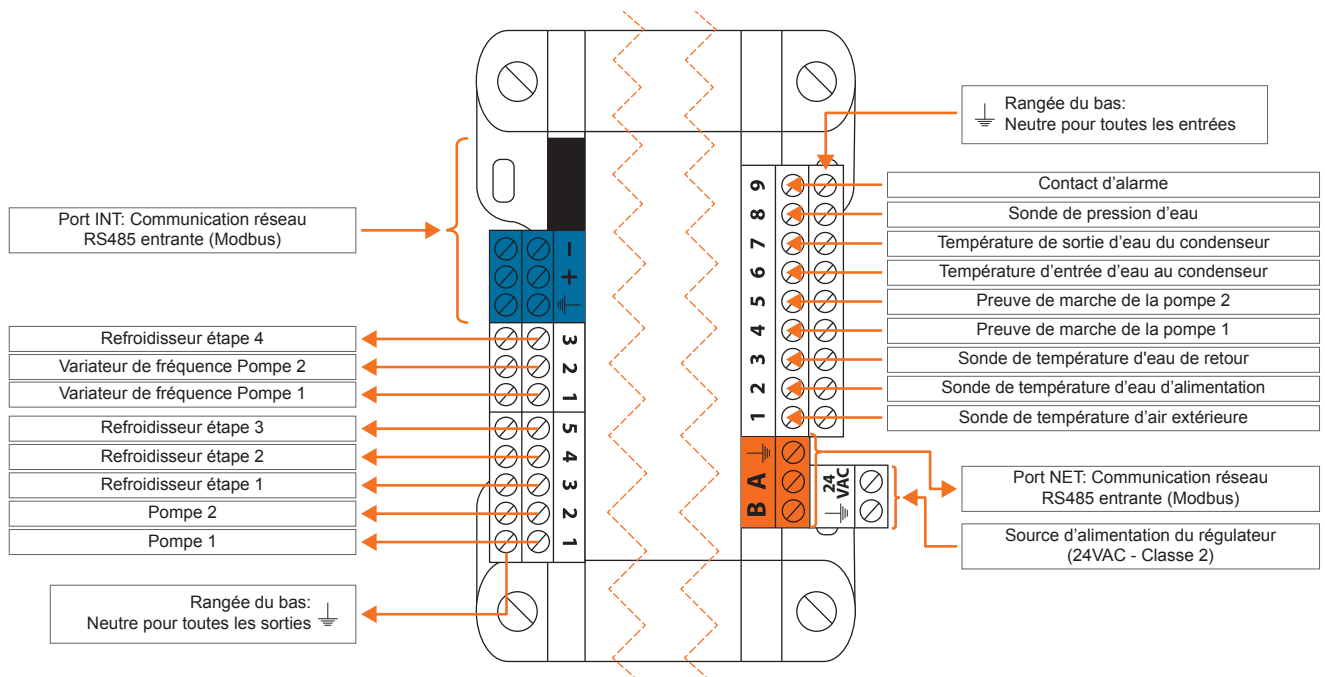 Rangée du bas:
Neutre pour toutes les entrées
Port INT: Communication réseau
RS485 entrante (Modbus)
Refroidisseur étape 4
Variateur de fréquence Pompe 2
Variateur de fréquence Pompe 1
Refroidisseur étape 3
Refroidisseur étape 2
Refroidisseur étape 1
Pompe 2
Pompe 1
Rangée du bas:
Neutre pour toutes les sorties
–
+
3
2
1
5
4
3
2
1
9
8
7
6
5
4
3
2
1
A
B
24
VAC
Contact d’alarme
Sonde de pression d’eau
Température de sortie d’eau du condenseur
Température d’entrée d’eau au condenseur
Preuve de marche de la pompe 2
Preuve de marche de la pompe 1
Sonde de température d'eau de retour
Sonde de température d’eau d’alimentation
Sonde de température d’air extérieure
Port NET: Communication réseau
RS485 entrante (Modbus)
Source d’alimentation du régulateur
(24VAC - Classe 2)